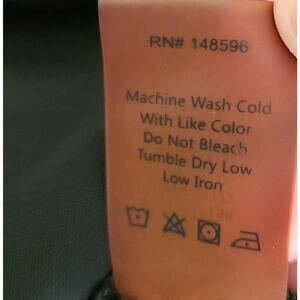 RN# 148596
Machine Wash Cold
With Like Color
Do Not Bleach
Tumble Dry Low
Low Iron